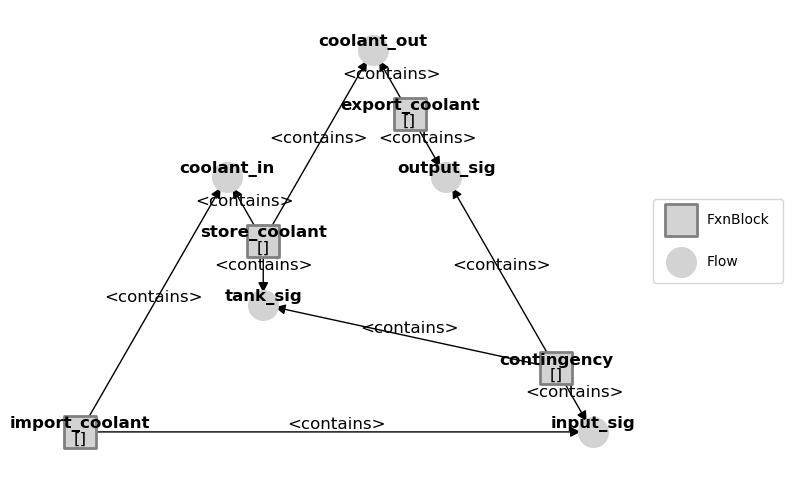 coolant_out
<contains>
export_coolant
[]
<contains>
<contains>
coolant_in
output_sig
<contains>
store_coolant
[]
FxnBlock
<contains>
<contains>
Flow
tank_sig
<contains>
<contains>
contingency
[]
<contains>
import_coolant
[]
<contains>
input_sig